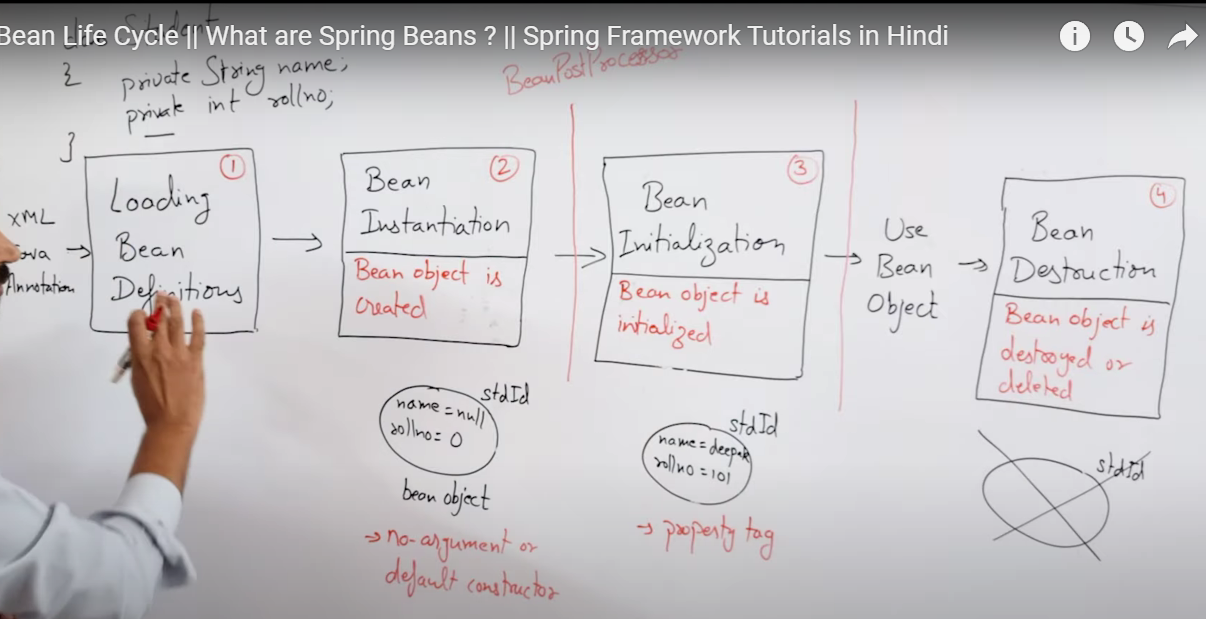 Bean Life Cycle || What are Spring Beans ? || Spring Framework Tutorials in Hindi
{
private String name;
private int rollno;
}
BeanPostProcessor
XML
Java
Annotation
1
Loading
Bean
Definitions
2
Bean
Instantiation
Bean object is
created
3
Bean
Initialization
Bean object is
intialized
Use
Bean
Object
4
Bean
Destruction
Bean object is
destroyed or
deleted
stdId
name=null
rollno= 0
bean object
→ no-argument or
default constructor
stdId
name=deepak
rollno=101
→ property tag
stdId